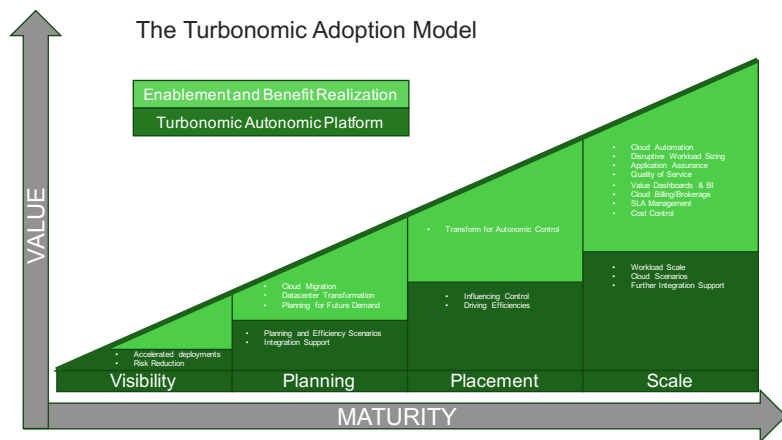 The Turbonomic Adoption Model
Enablement and Benefit Realization
Turbonomic Autonomic Platform
VALUE
• Accelerated deployments
• Risk Reduction
Visibility
• Cloud Migration
• Datacenter Transformation
• Planning for Future Demand
• Planning and Efficiency Scenarios
• Integration Support
Planning
• Transform for Autonomic Control
• Influencing Control
• Driving Efficiencies
Placement
• Cloud Automation
• Disruptive Workload Sizing
• Application Assurance
• Quality of Service
• Value Dashboards & BI
• Cloud Billing/Brokerage
• SLA Management
• Cost Control
• Workload Scale
• Cloud Scenarios
• Further Integration Support
Scale
MATURITY